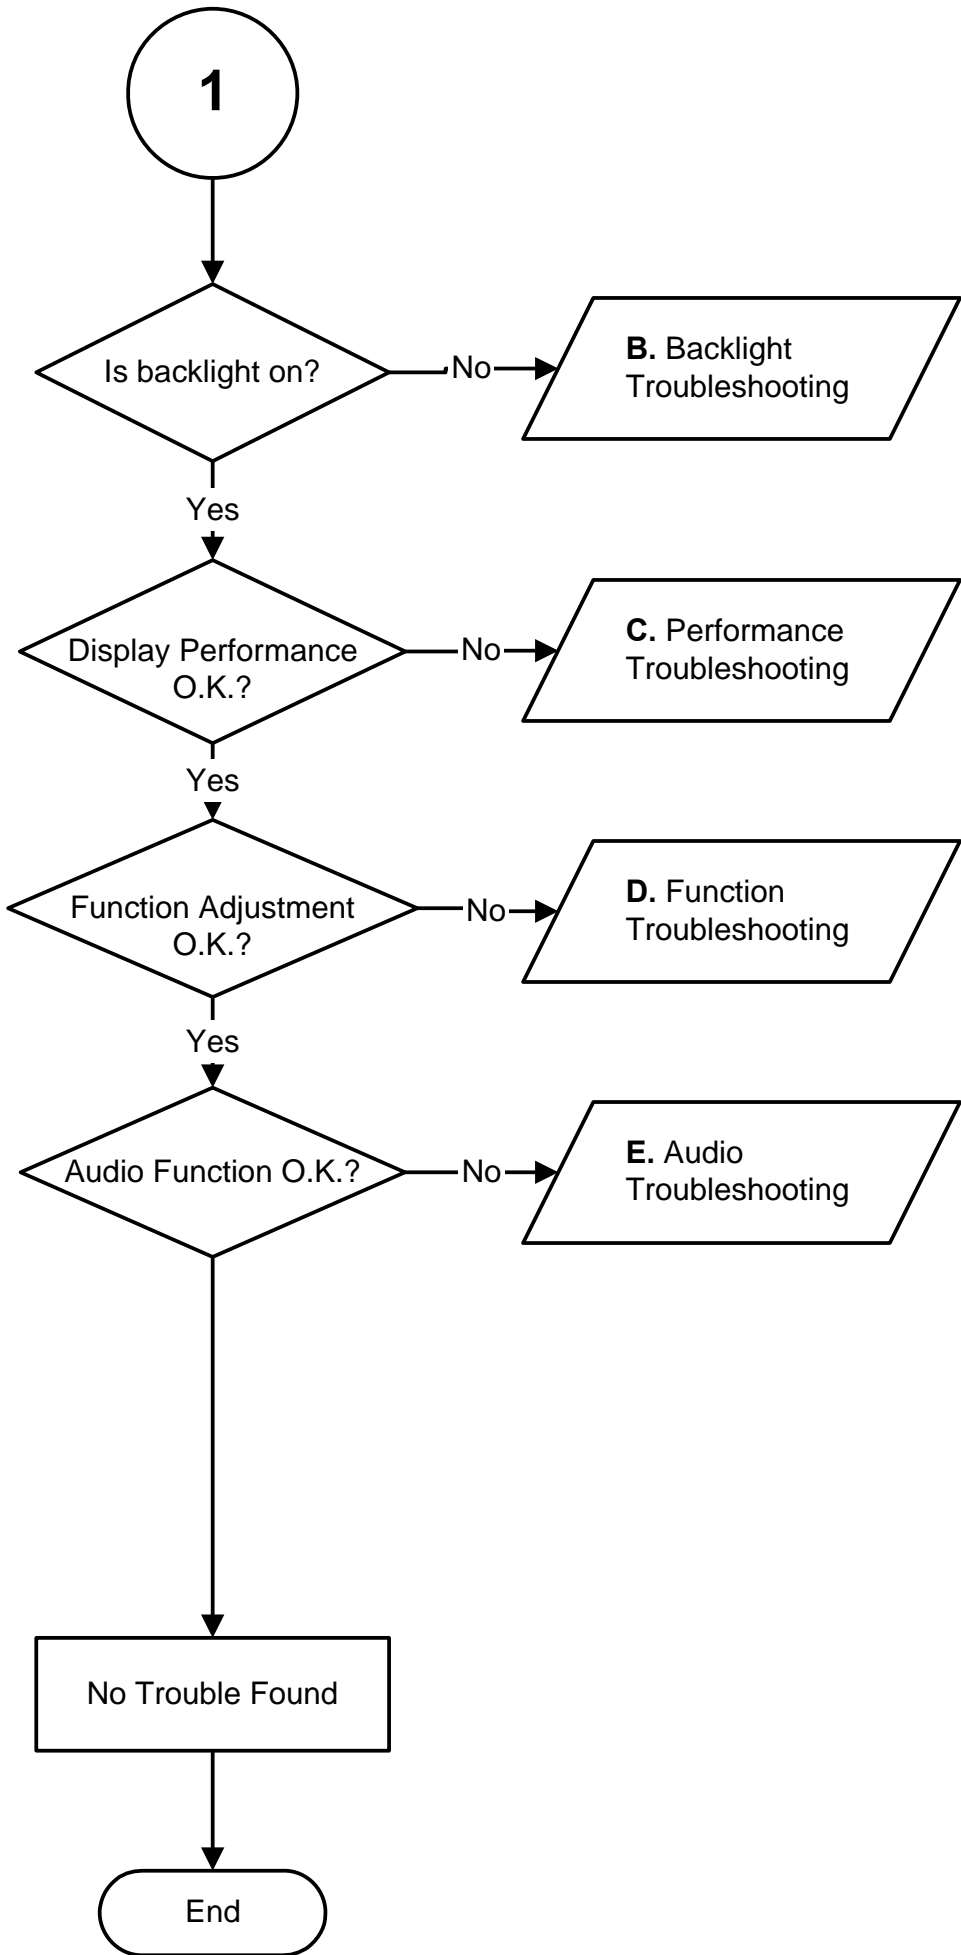 1
Is backlight on?
No
B. Backlight
Troubleshooting
Yes
Display Performance
O.K.?
No
C. Performance
Troubleshooting
Yes
Function Adjustment
O.K.?
No
D. Function
Troubleshooting
Yes
Audio Function O.K.?
No
E. Audio
Troubleshooting
No Trouble Found
End